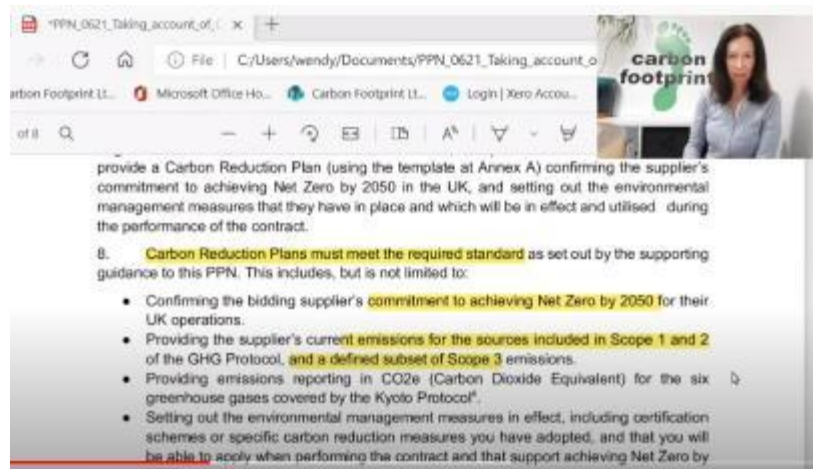 *PPN_0621_Taking_account_of_
File
C:/Users/wendy/Documents/PPN_0621_Taking_account_o
arbon Footprint Lt...
Microsoft Office Ho...
Carbon Footprint Lt...
Login | Xero Accou...
carbon
footprint
of 8
provide a Carbon Reduction Plan (using the template at Annex A) confirming the supplier's
commitment to achieving Net Zero by 2050 in the UK, and setting out the environmental
management measures that they have in place and which will be in effect and utilised during
the performance of the contract.
8. Carbon Reduction Plans must meet the required standard as set out by the supporting
guidance to this PPN. This includes, but is not limited to:
• Confirming the bidding supplier's commitment to achieving Net Zero by 2050 for their
UK operations.
• Providing the supplier's current emissions for the sources included in Scope 1 and 2
of the GHG Protocol, and a defined subset of Scope 3 emissions.
• Providing emissions reporting in CO2e (Carbon Dioxide Equivalent) for the six
greenhouse gases covered by the Kyoto Protocol.
• Setting out the environmental management measures in effect, including certification
schemes or specific carbon reduction measures you have adopted, and that you will
be able to apply when performing the contract and that support achieving Net Zero by